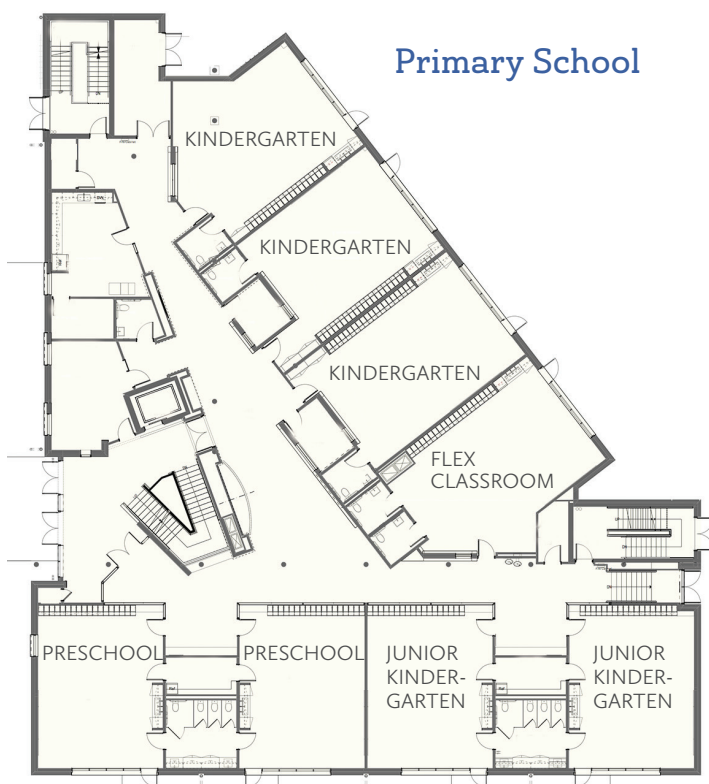 Primary School
KINDERGARTEN
KINDERGARTEN
KINDERGARTEN
FLEX
CLASSROOM
PRESCHOOL
PRESCHOOL
JUNIOR
KINDER-
GARTEN
JUNIOR
KINDER-
GARTEN